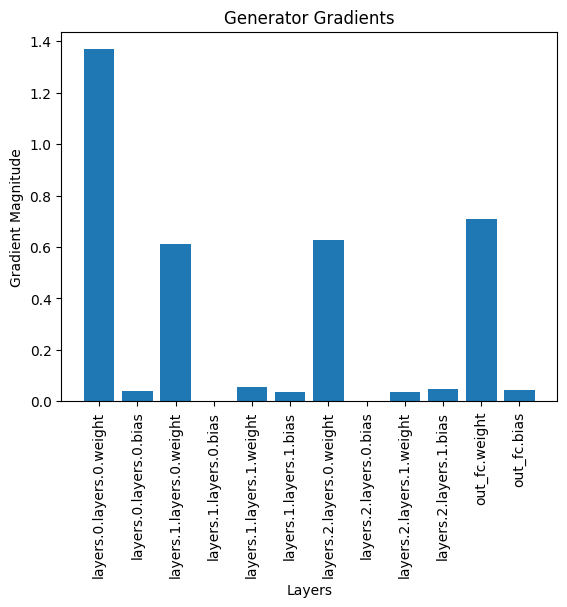 Generator Gradients
Gradient Magnitude
1.4
1.2
1.0
0.8
0.6
0.4
0.2
0.0
layers.0.layers.0.weight
layers.0.layers.0.bias
layers.1.layers.0.weight
layers.1.layers.0.bias
layers.1.layers.1.weight
layers.1.layers.1.bias
layers.2.layers.0.weight
layers.2.layers.0.bias
layers.2.layers.1.weight
layers.2.layers.1.bias
out_fc.weight
out_fc.bias
Layers